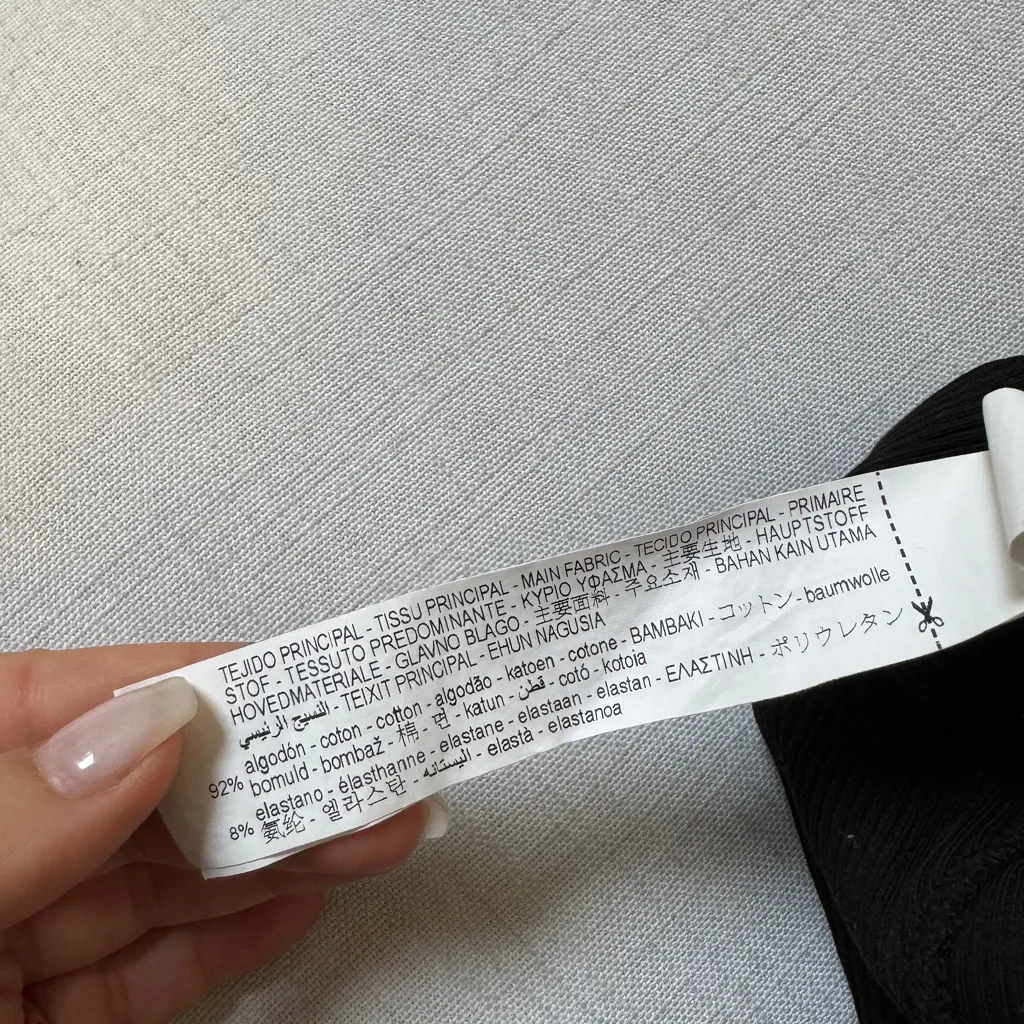 TEJIDO PRINCIPAL - TISSU PRINCIPAL - MAIN FABRIC - TECIDO PRINCIPAL - PRIMAIRE
STOF - TESSUTO PREDOMINANTE - ΚΥΡΙΟ ΥΦΑΣΜΑ - 主要生地 - HAUPTSTOFF
HOVEDMATERIALE - GLAVNO BLAGO - 主要面料 - 주요소재 - BAHAN KAIN UTAMA
النسيج الرئيسي - TEIXIT PRINCIPAL - EHUN NAGUSIA
92% algodón - coton - cotton - algodão - katoen - cotone - BAMBAKI - コットン - baumwolle
bomuld - bombaž - 棉 - 면 - katun - قطن - cotó - kotoia
8% elastano - élasthanne - elastane - elastaan - elastan - ΕΛΑΣΤΙΝΗ - ポリウレタン
氨纶 - 엘라스탄 - اليستانه - elastà - elastanoa